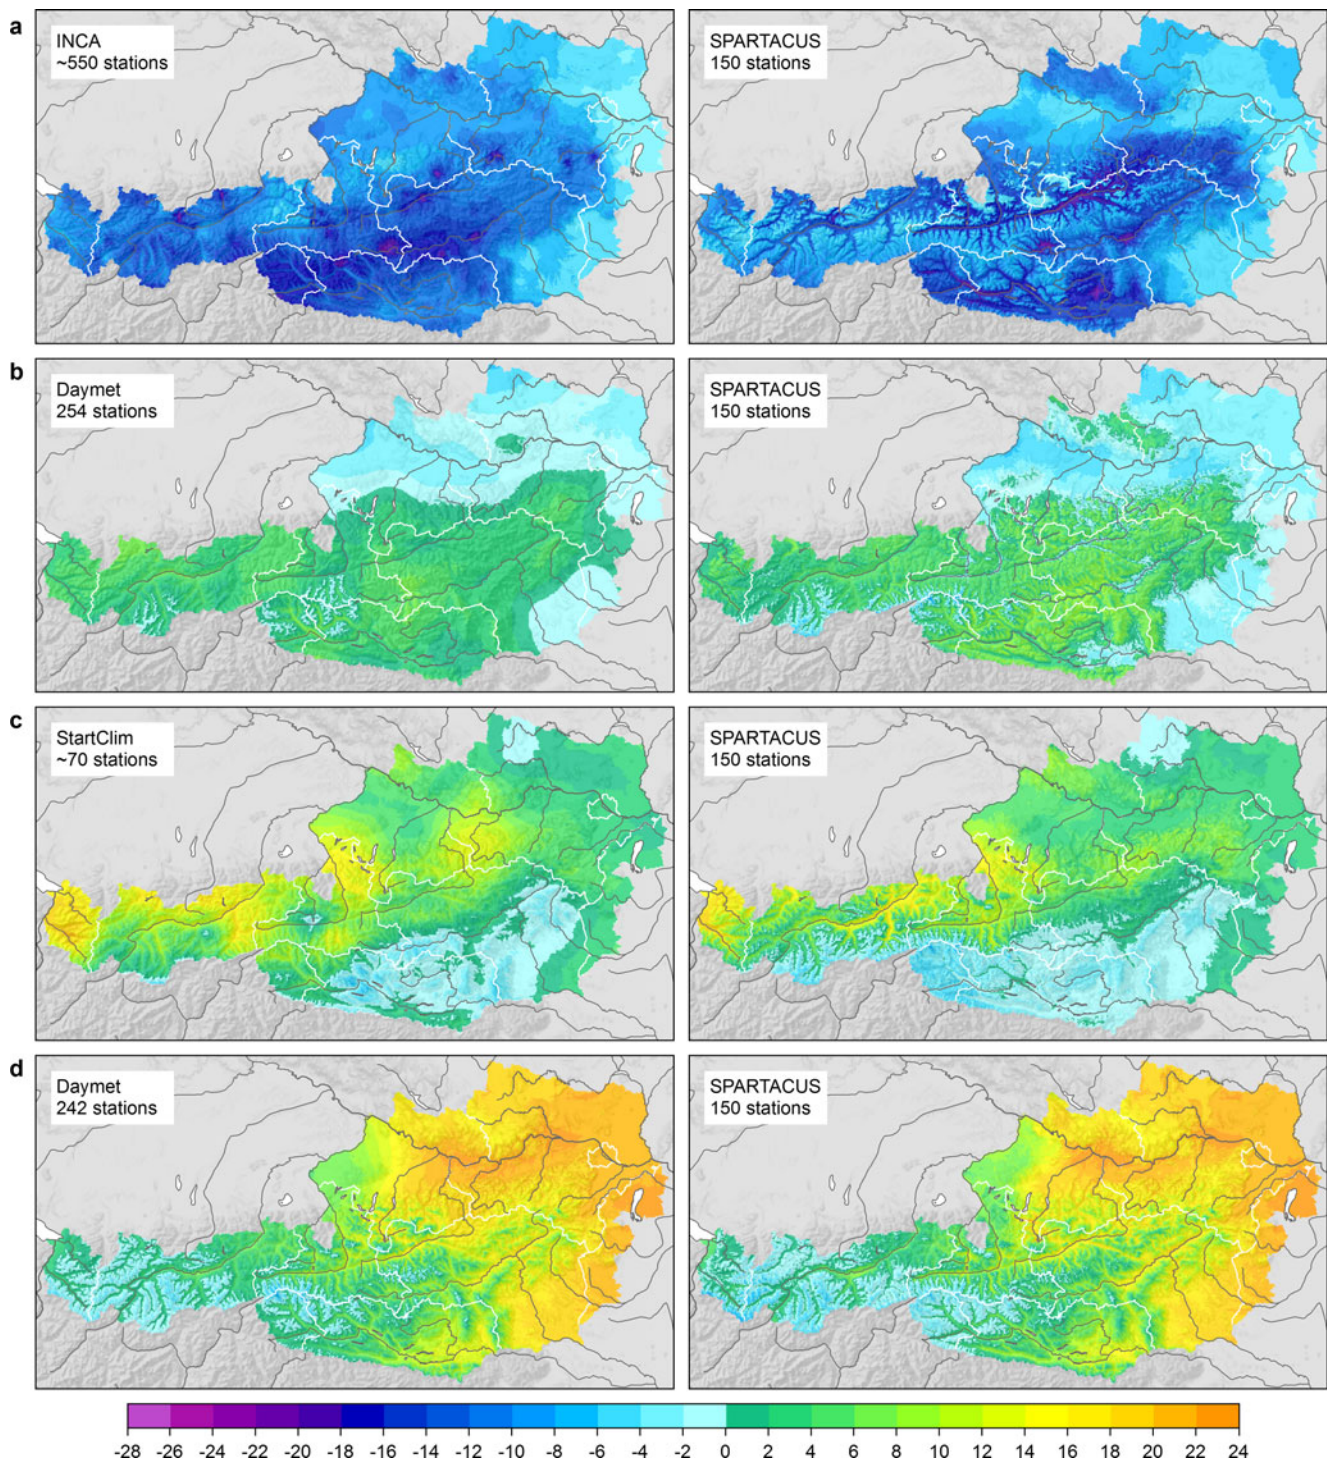 a
INCA
~550 stations
SPARTACUS
150 stations
b
Daymet
254 stations
SPARTACUS
150 stations
c
StartClim
~70 stations
SPARTACUS
150 stations
d
Daymet
242 stations
SPARTACUS
150 stations
-28 -26 -24 -22 -20 -18 -16 -14 -12 -10 -8 -6 -4 -2 0 2 4 6 8 10 12 14 16 18 20 22 24